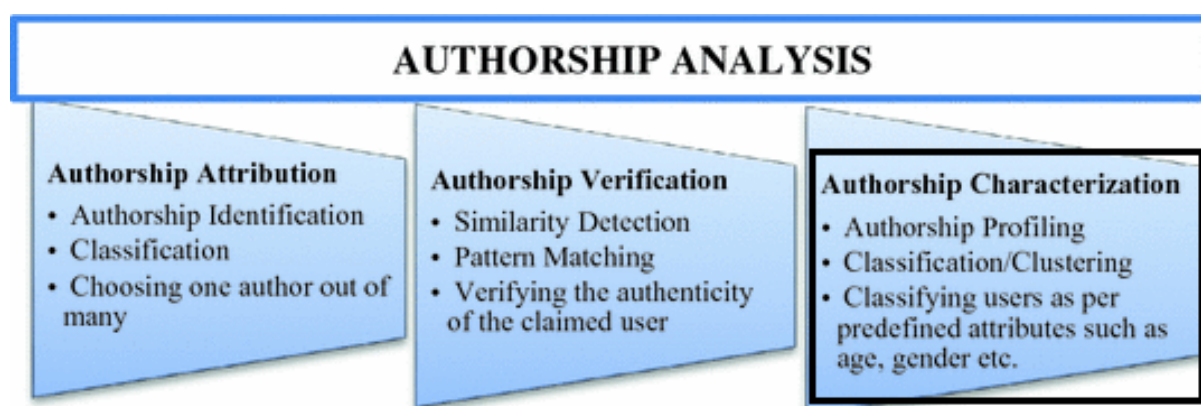 AUTHORSHIP ANALYSIS
Authorship Attribution
• Authorship Identification
• Classification
• Choosing one author out of
many
Authorship Verification
• Similarity Detection
• Pattern Matching
• Verifying the authenticity
of the claimed user
Authorship Characterization
• Authorship Profiling
• Classification/Clustering
• Classifying users as per
predefined attributes such as
age, gender etc.